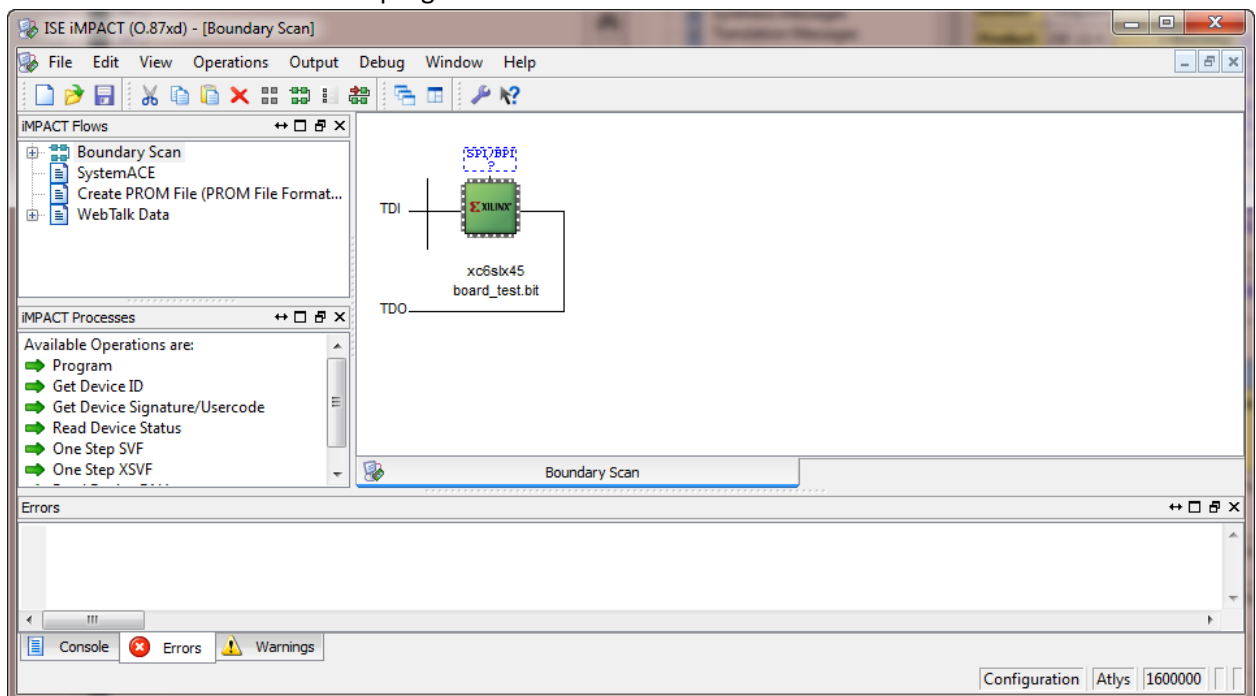 ISE iMPACT (O.87xd) - [Boundary Scan]
File Edit View Operations Output Debug Window Help
iMPACT Flows
Boundary Scan
SystemACE
Create PROM File (PROM File Format...
WebTalk Data
iMPACT Processes
Available Operations are:
Program
Get Device ID
Get Device Signature/Usercode
Read Device Status
One Step SVF
One Step XSVF
SPI/BPI
?
TDI
XILINX
xc6slx45
board_test.bit
TDO
Boundary Scan
Errors
Console Errors Warnings
Configuration Atlys 1600000